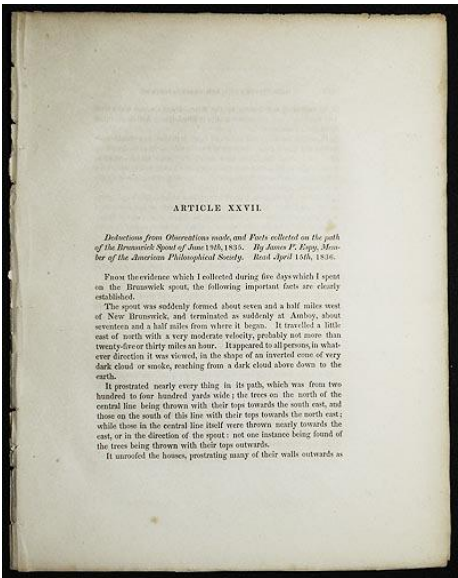 ARTICLE XXVII.
Deductions from Observations made, and Facts collected on the path
of the Brunswick Spout of June 19th, 1835. By James P. Espy, Mem-
ber of the American Philosophical Society. Read April 15th, 1836.
FROM the evidence which I collected during five days which I spent
on the Brunswick spout, the following important facts are clearly
established.
The spout was suddenly formed about seven and a half miles west
of New Brunswick, and terminated as suddenly at Amboy, about
seventeen and a half miles from where it began. It travelled a little
east of north with a very moderate velocity, probably not more than
twenty-five or thirty miles an hour. It appeared to all persons, in what-
ever direction it was viewed, in the shape of an inverted cone of very
dark cloud or smoke, reaching from a dark cloud above down to the
earth.
It prostrated nearly every thing in its path, which was from two
hundred to four hundred yards wide; the trees on the north of the
central line being thrown with their tops towards the south east, and
those on the south of this line with their tops towards the north east;
while those in the central line itself were thrown nearly towards the
east, or in the direction of the spout: not one instance being found of
the trees being thrown with their tops outwards.
It unroofed the houses, prostrating many of their walls outwards as